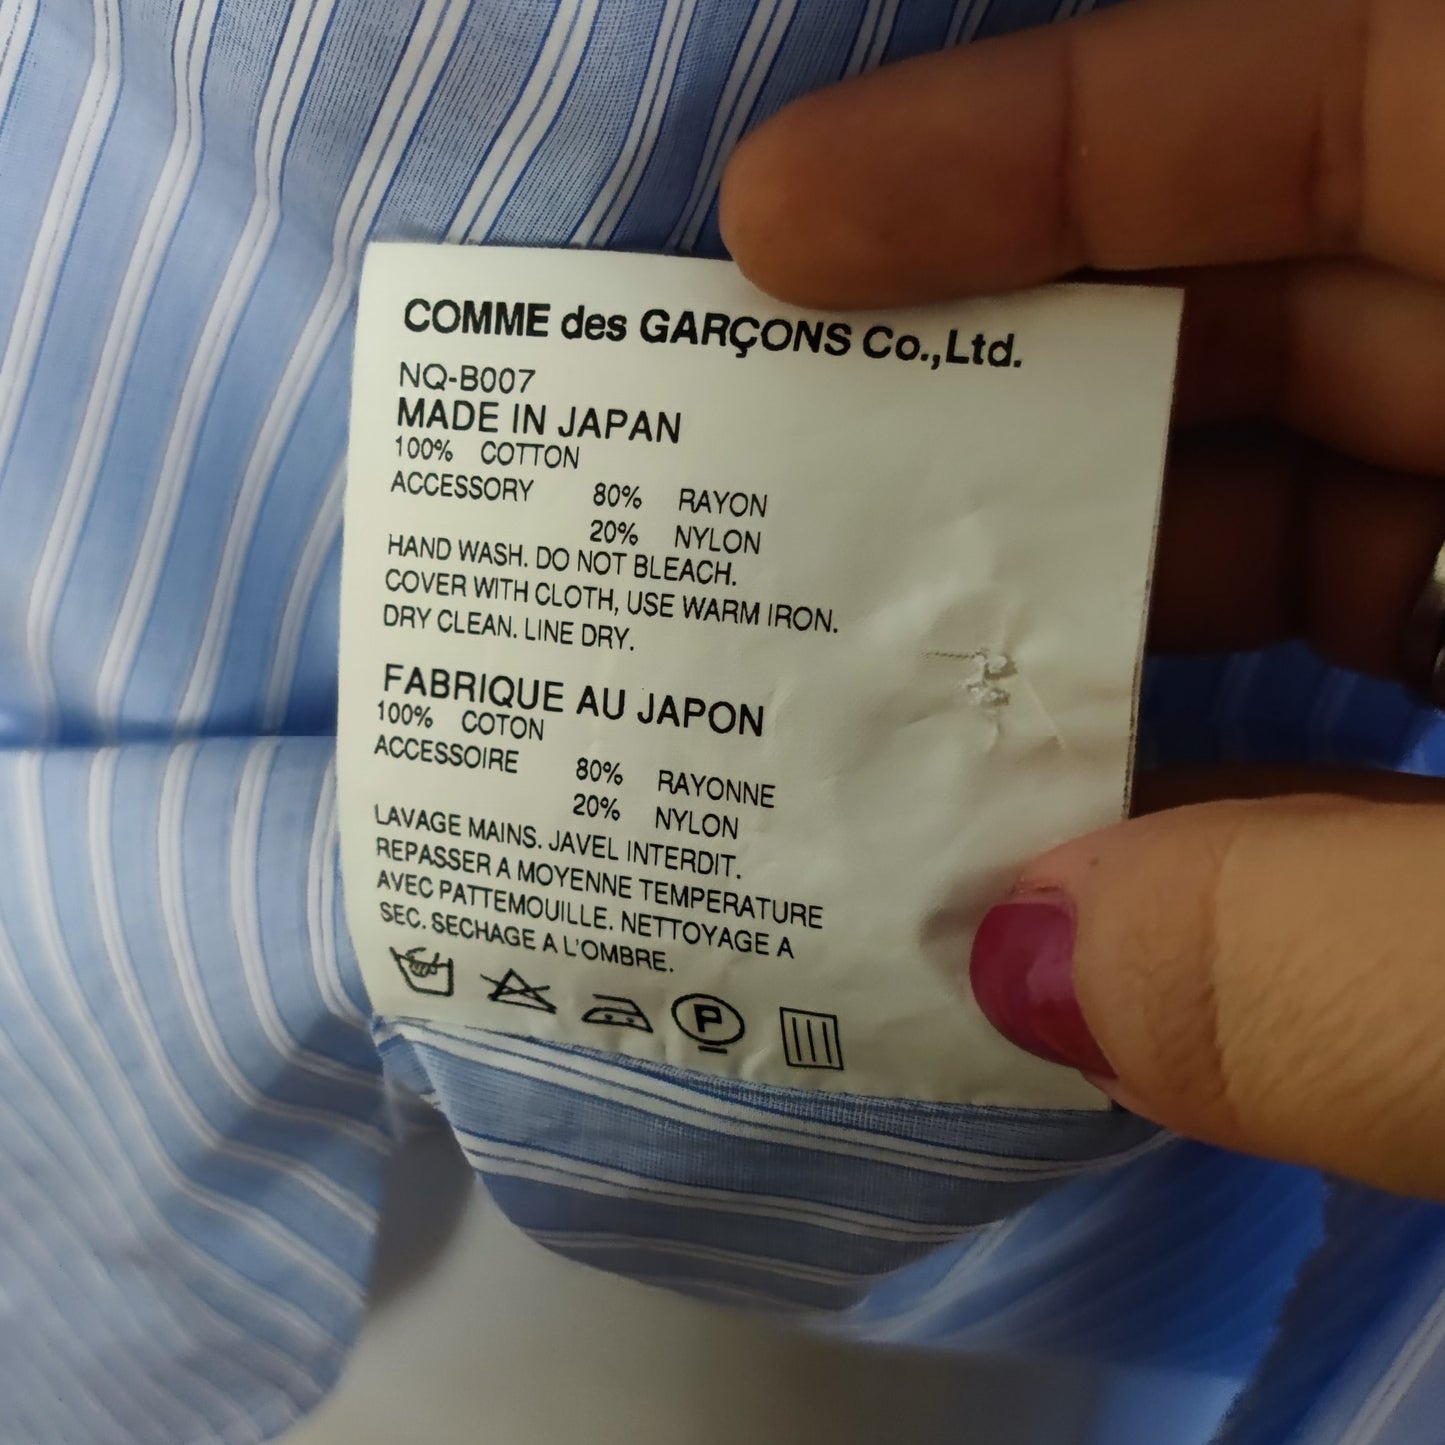 COMME des GARÇONS Co.,Ltd.
NQ-B007
MADE IN JAPAN
100% COTTON
ACCESSORY 80% RAYON
20% NYLON
HAND WASH. DO NOT BLEACH.
COVER WITH CLOTH, USE WARM IRON.
DRY CLEAN. LINE DRY.
FABRIQUE AU JAPON
100% COTON
ACCESSOIRE 80% RAYONNE
20% NYLON
LAVAGE MAINS. JAVEL INTERDIT.
REPASSER A MOYENNE TEMPERATURE
AVEC PATTEMOUILLE. NETTOYAGE A
SEC. SECHAGE A L'OMBRE.
P